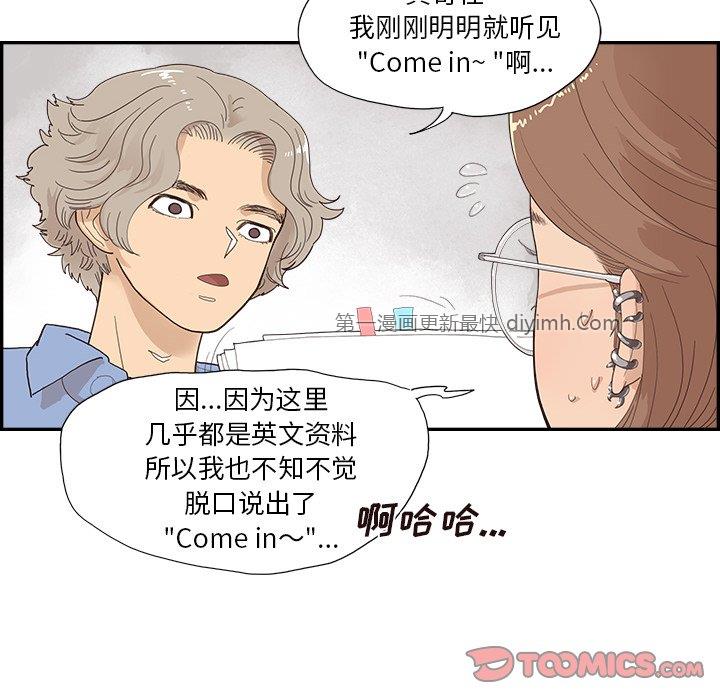 我刚刚明明就听见
"Come in~ "啊...
第一漫画更新最快 diyimh.Com
因...因为这里
几乎都是英文资料
所以我也不知不觉
脱口说出了
"Come in～"...
啊哈哈...
TOOMICS.COM